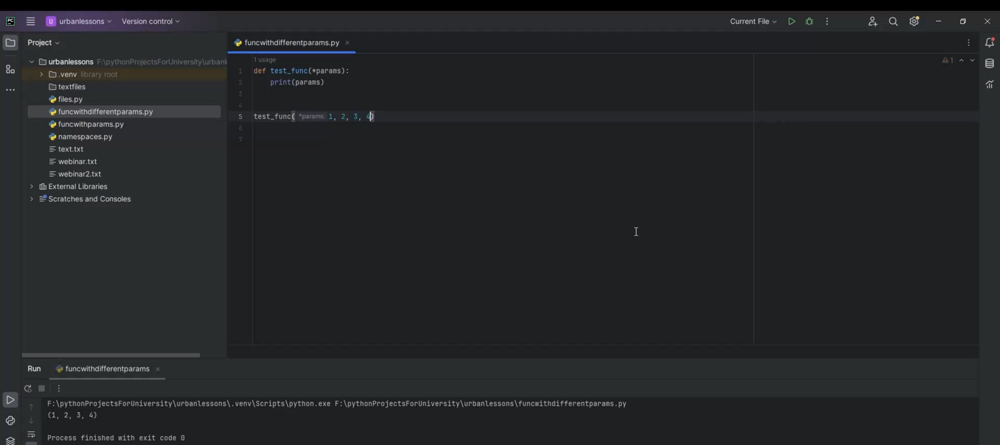 PC
U urbanlessons Version control Current File
Project
funcwithdifferentparams.py
urbanlessons F:\pythonProjectsForUniversity\urbanl
.venv library root
textfiles
files.py
funcwithdifferentparams.py
funcwithparams.py
namespaces.py
text.txt
webinar.txt
webinar2.txt
External Libraries
Scratches and Consoles
1 usage
1
1 def test_func(*params):
2 print(params)
3
4
5 test_func( *params: 1, 2, 3, 4)
6
7
Run funcwithdifferentparams
F:\pythonProjectsForUniversity\urbanlessons\.venv\Scripts\python.exe F:\pythonProjectsForUniversity\urbanlessons\funcwithdifferentparams.py
(1, 2, 3, 4)
Process finished with exit code 0